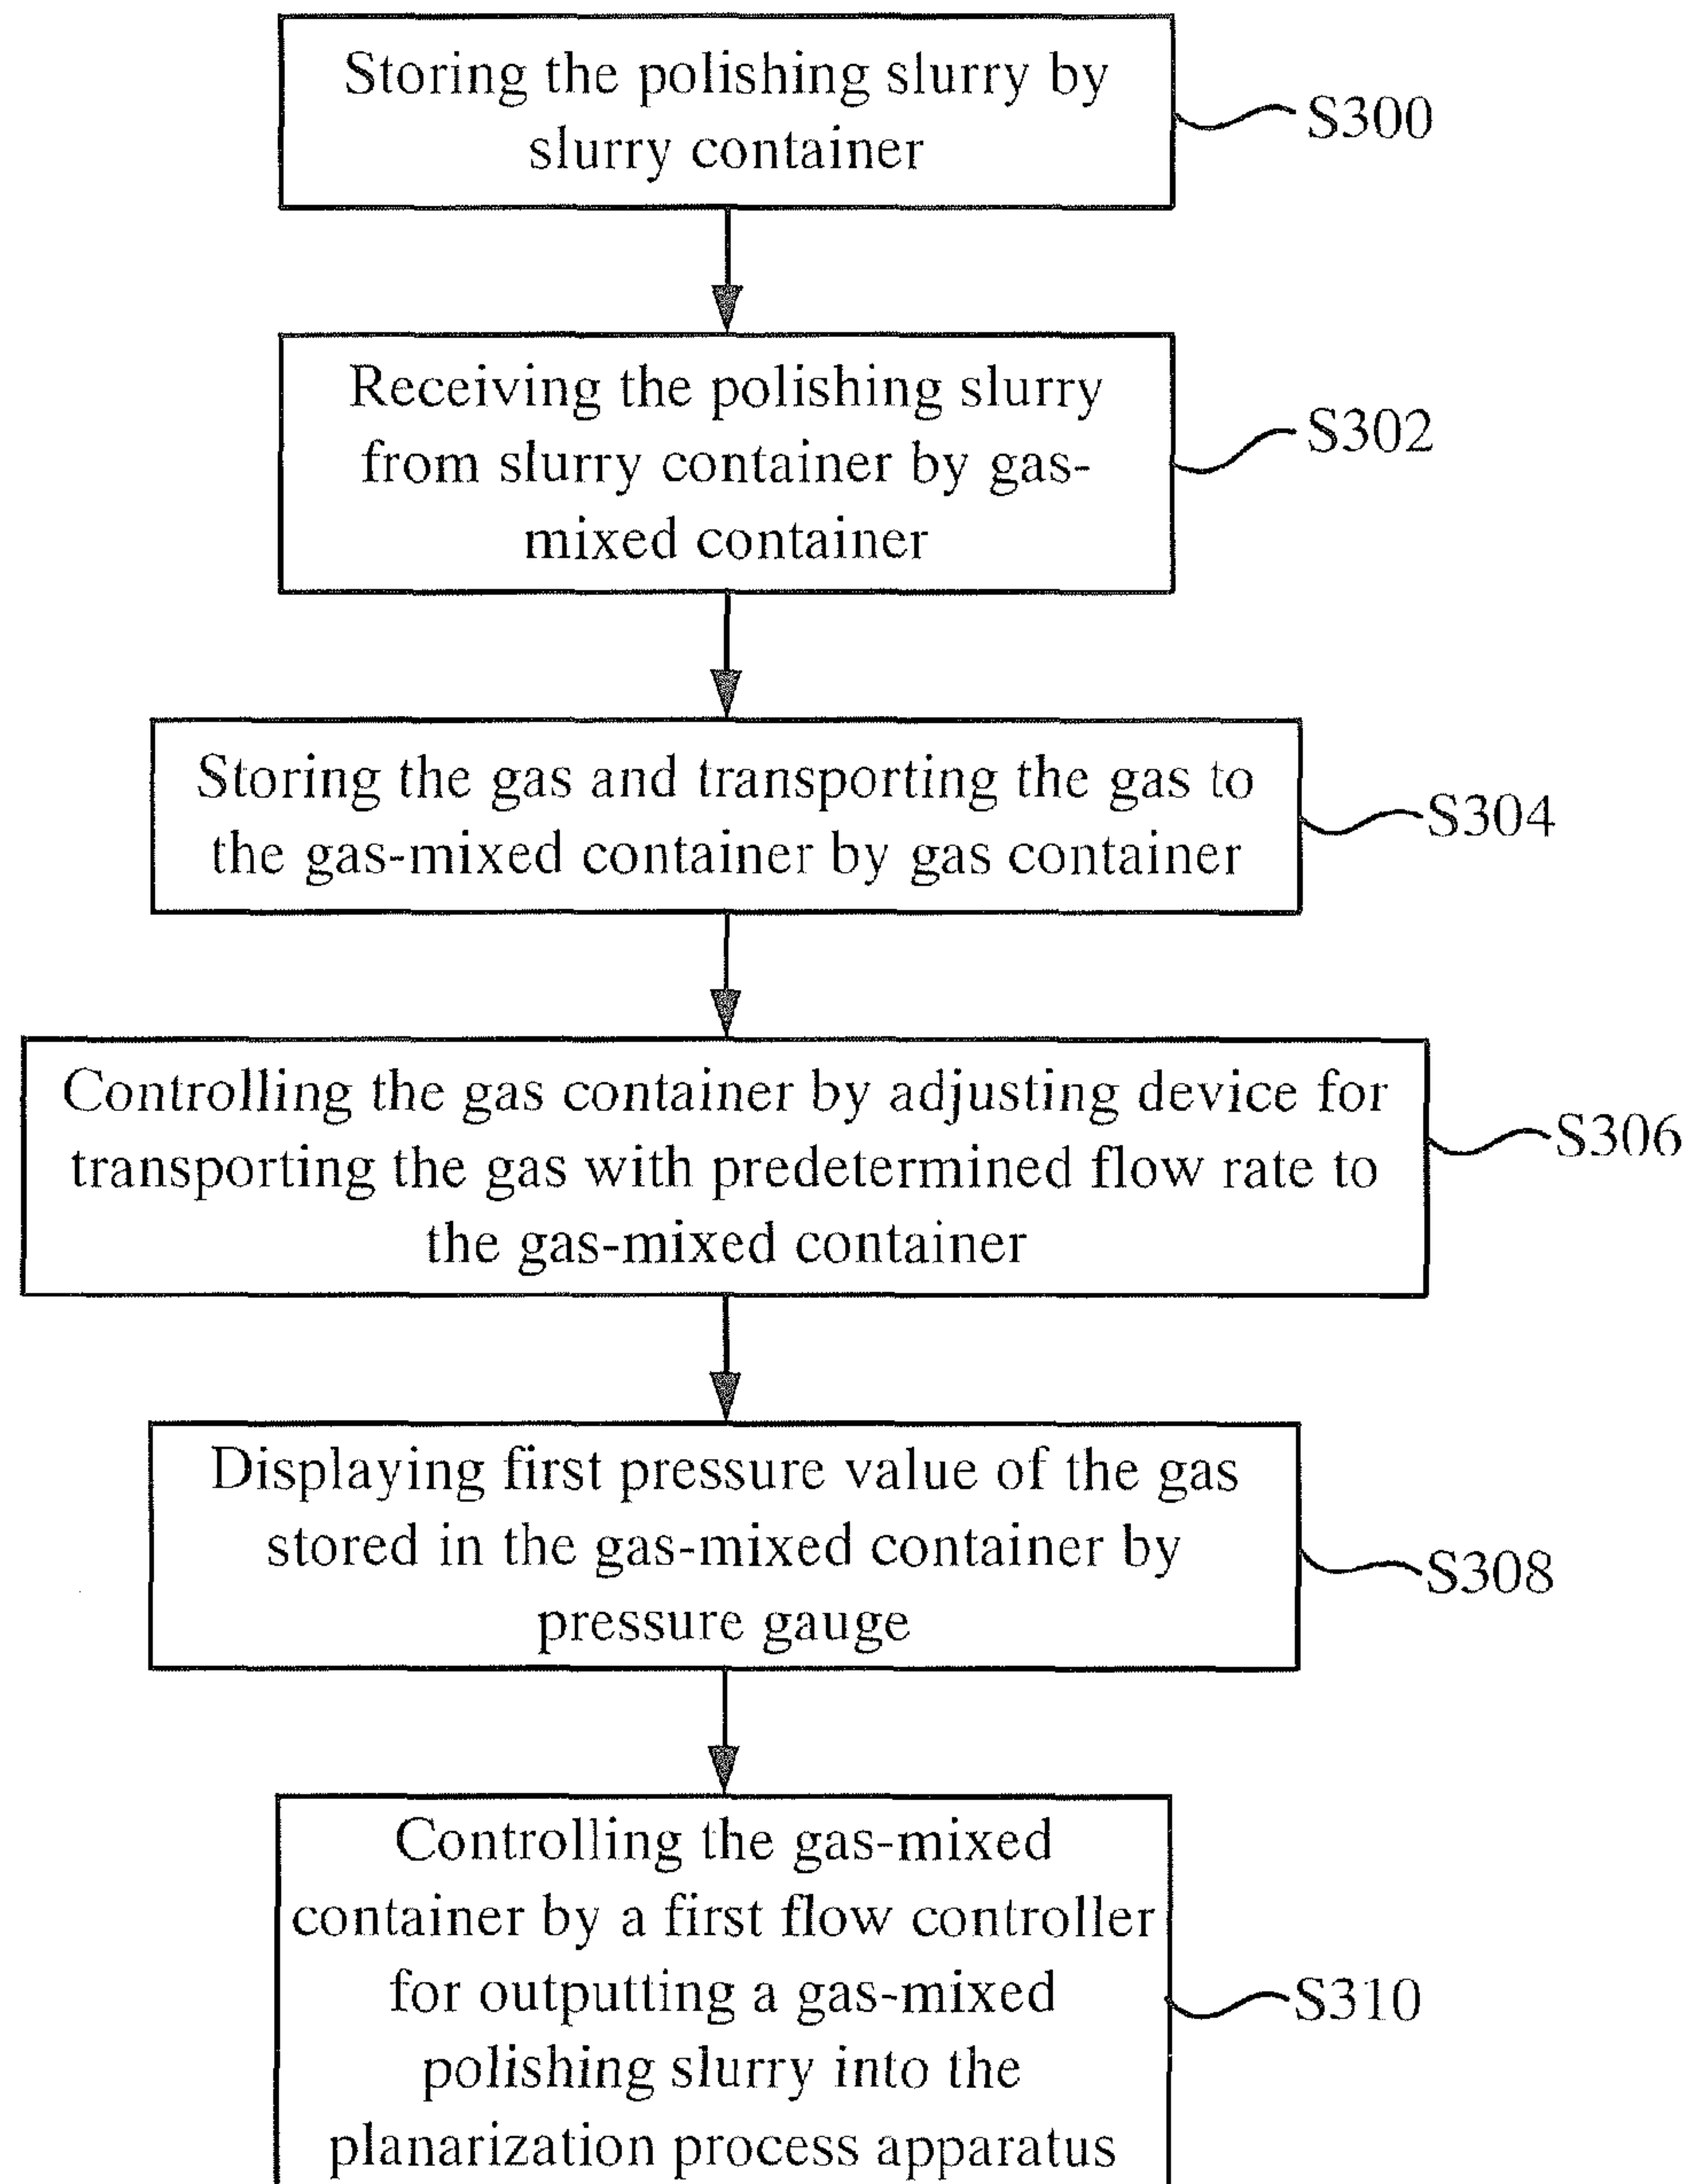 Storing the polishing slurry by
slurry container
S300
Receiving the polishing slurry
from slurry container by gas-
mixed container
S302
Storing the gas and transporting the gas to
the gas-mixed container by gas container
S304
Controlling the gas container by adjusting device for
transporting the gas with predetermined flow rate to
the gas-mixed container
S306
Displaying first pressure value of the gas
stored in the gas-mixed container by
pressure gauge
S308
Controlling the gas-mixed
container by a first flow controller
for outputting a gas-mixed
polishing slurry into the
planarization process apparatus
S310